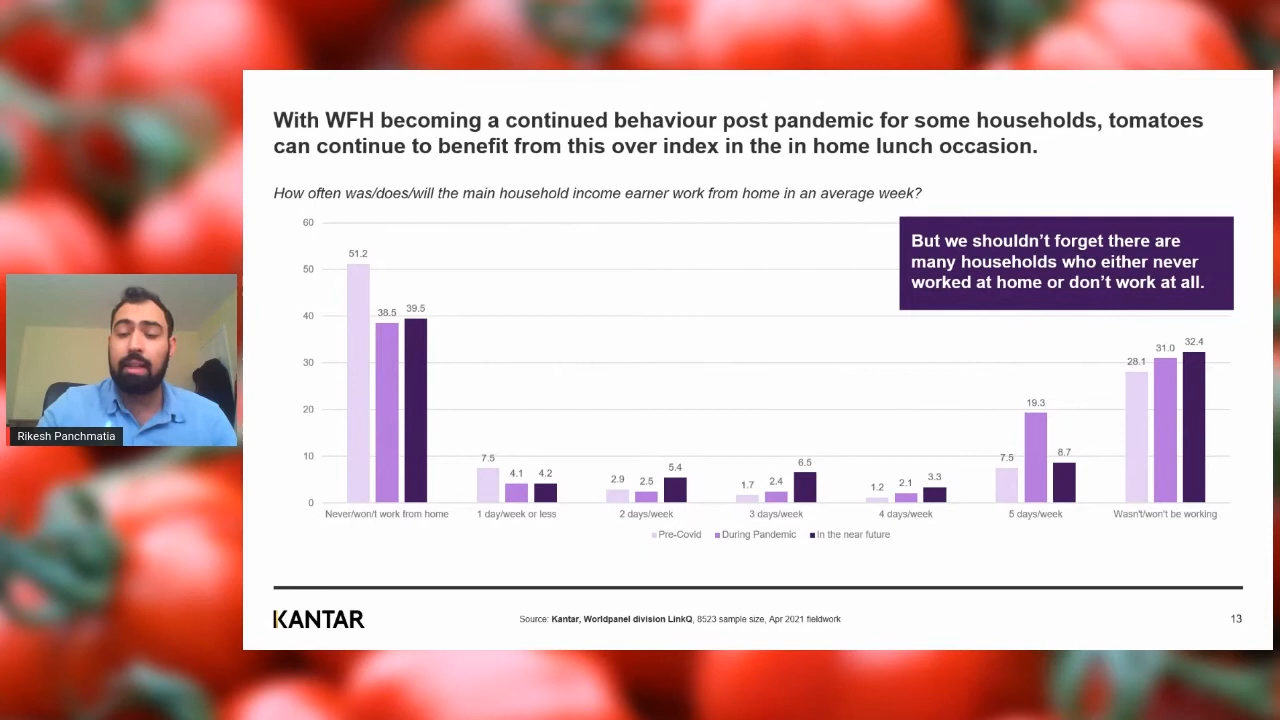 With WFH becoming a continued behaviour post pandemic for some households, tomatoes
can continue to benefit from this over index in the in home lunch occasion.
How often was/does/will the main household income earner work from home in an average week?
But we shouldn't forget there are
many households who either never
worked at home or don't work at all.
60
50
40
30
20
10
0
51.2
38.5
39.5
7.5
4.1
4.2
2.9
2.5
5.4
1.7
2.4
6.5
1.2
2.1
3.3
7.5
19.3
8.7
28.1
31.0
32.4
Never/won't work from home
1 day/week or less
2 days/week
3 days/week
4 days/week
5 days/week
Wasn't/won't be working
Pre-Covid
During Pandemic
In the near future
Rikesh Panchmatia
KANTAR
Source: Kantar, Worldpanel division LinkQ, 8523 sample size, Apr 2021 fieldwork
13